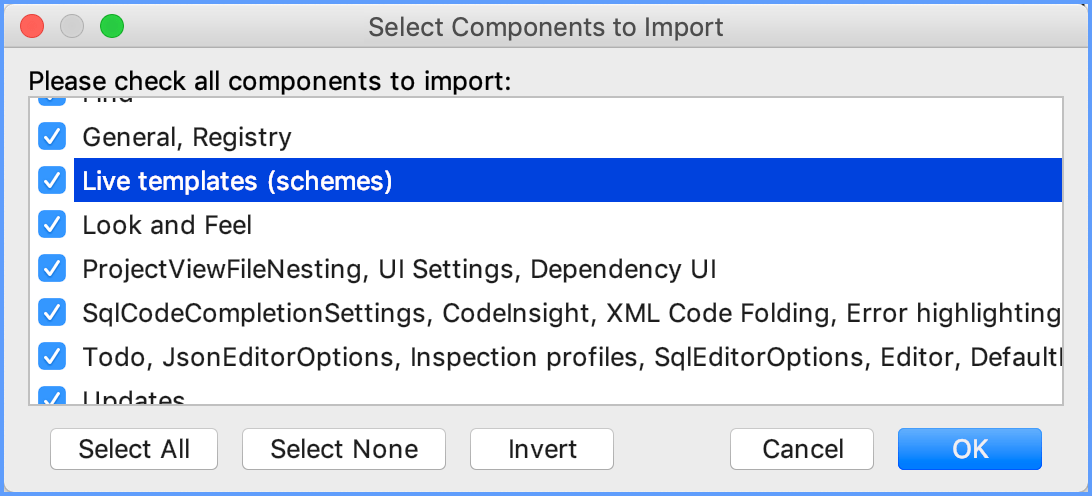 Select Components to Import
Please check all components to import:
Find
General, Registry
Live templates (schemes)
Look and Feel
ProjectViewFileNesting, UI Settings, Dependency UI
SqlCodeCompletionSettings, CodeInsight, XML Code Folding, Error highlighting
Todo, JsonEditorOptions, Inspection profiles, SqlEditorOptions, Editor, Default
Updates
Select All Select None Invert Cancel OK